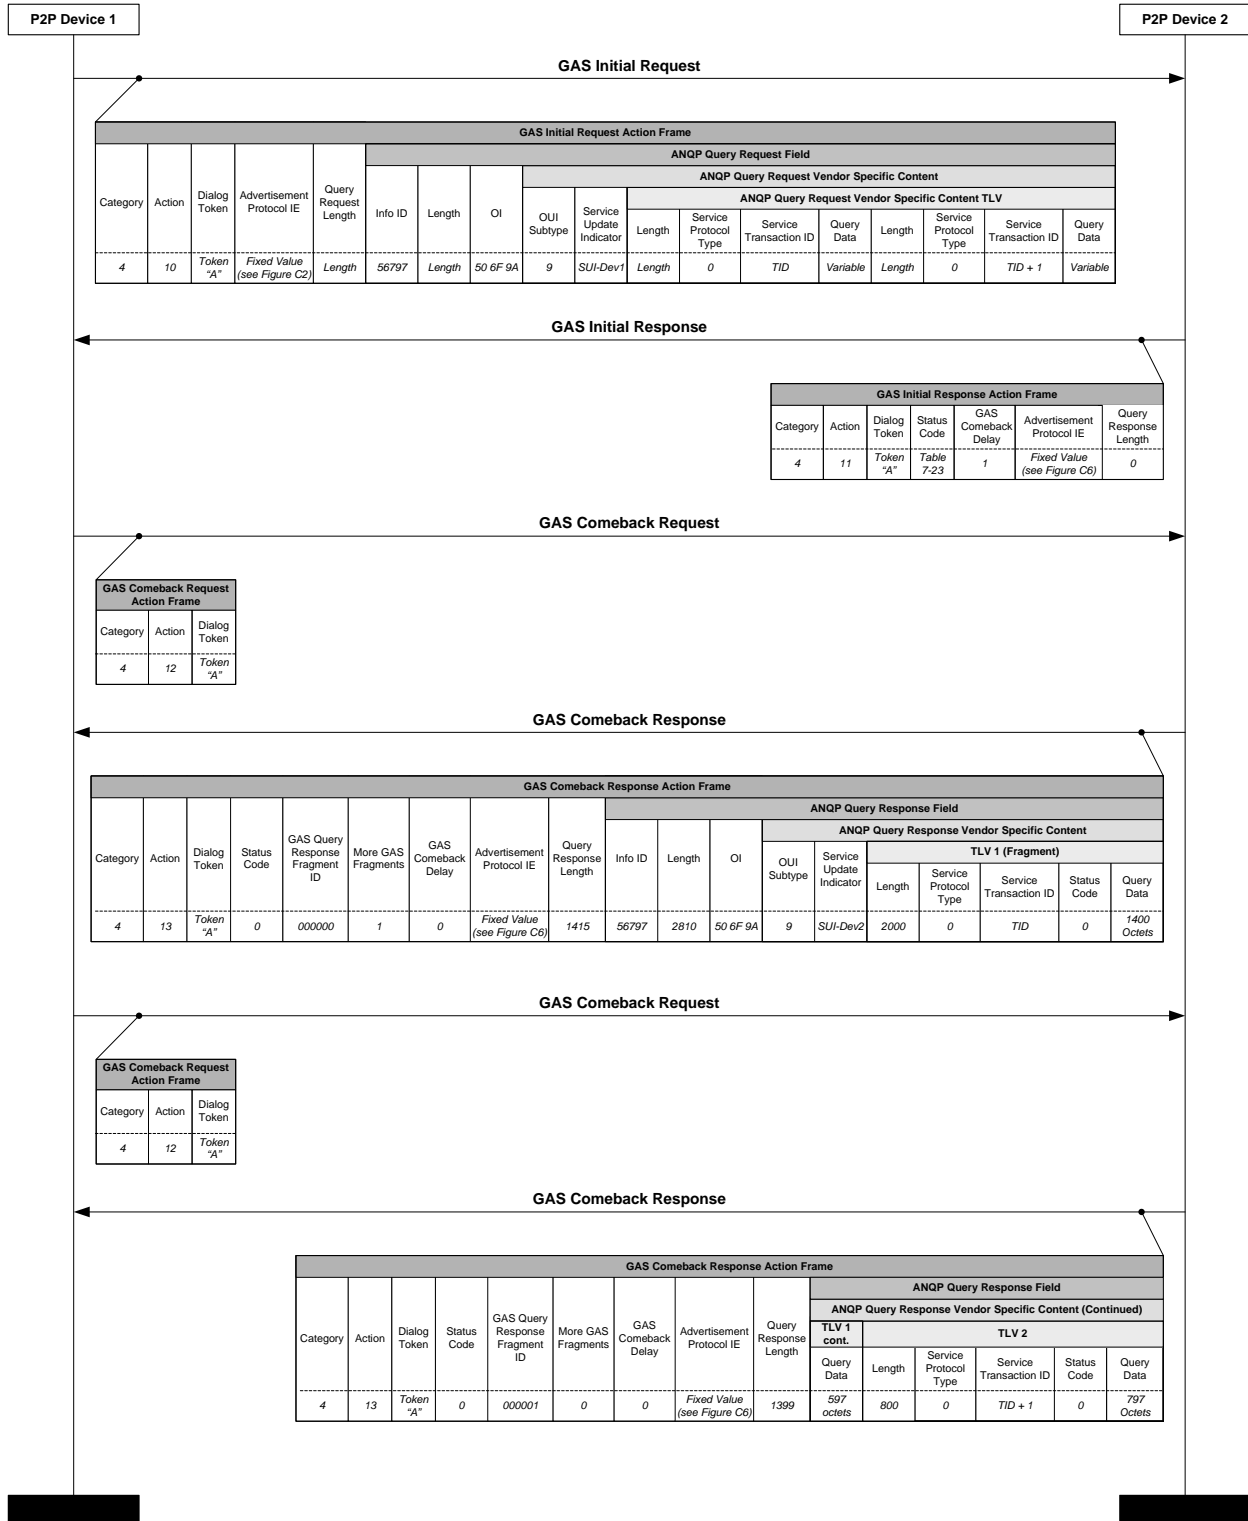 P2P Device 1
P2P Device 2
GAS Initial Request
GAS Initial Request Action Frame
ANQP Query Request Field
ANQP Query Request Vendor Specific Content
ANQP Query Request Vendor Specific Content TLV
Category
Action
Dialog
Token
Advertisement
Protocol IE
Query
Request
Length
Info ID
Length
OI
OUI
Subtype
Service
Update
Indicator
Length
Service
Protocol
Type
Service
Transaction ID
Query
Data
Length
Service
Protocol
Type
Service
Transaction ID
Query
Data
4
10
Token
“A”
Fixed Value
(see Figure C2)
Length
56797
Length
50 6F 9A
9
SUI-Dev1
Length
0
TID
Variable
Length
0
TID + 1
Variable
GAS Initial Response
GAS Initial Response Action Frame
Category
Action
Dialog
Token
Status
Code
GAS
Comeback
Delay
Advertisement
Protocol IE
Query
Response
Length
4
11
Token
“A”
Table
7-23
1
Fixed Value
(see Figure C6)
0
GAS Comeback Request
GAS Comeback Request
Action Frame
Category
Action
Dialog
Token
4
12
Token
“A”
GAS Comeback Response
GAS Comeback Response Action Frame
ANQP Query Response Field
ANQP Query Response Vendor Specific Content
TLV 1 (Fragment)
Category
Action
Dialog
Token
Status
Code
GAS Query
Response
Fragment
ID
More GAS
Fragments
GAS
Comeback
Delay
Advertisement
Protocol IE
Query
Response
Length
Info ID
Length
OI
OUI
Subtype
Service
Update
Indicator
Length
Service
Protocol
Type
Service
Transaction ID
Status
Code
Query
Data
4
13
Token
“A”
0
000000
1
0
Fixed Value
(see Figure C6)
1415
56797
2810
50 6F 9A
9
SUI-Dev2
2000
0
TID
0
1400
Octets
GAS Comeback Request
GAS Comeback Request
Action Frame
Category
Action
Dialog
Token
4
12
Token
“A”
GAS Comeback Response
GAS Comeback Response Action Frame
ANQP Query Response Field
ANQP Query Response Vendor Specific Content (Continued)
TLV 1
cont.
TLV 2
Category
Action
Dialog
Token
Status
Code
GAS Query
Response
Fragment
ID
More GAS
Fragments
GAS
Comeback
Delay
Advertisement
Protocol IE
Query
Response
Length
Query
Data
Length
Service
Protocol
Type
Service
Transaction ID
Status
Code
Query
Data
4
13
Token
“A”
0
000001
0
0
Fixed Value
(see Figure C6)
1399
597
octets
800
0
TID + 1
0
797
Octets